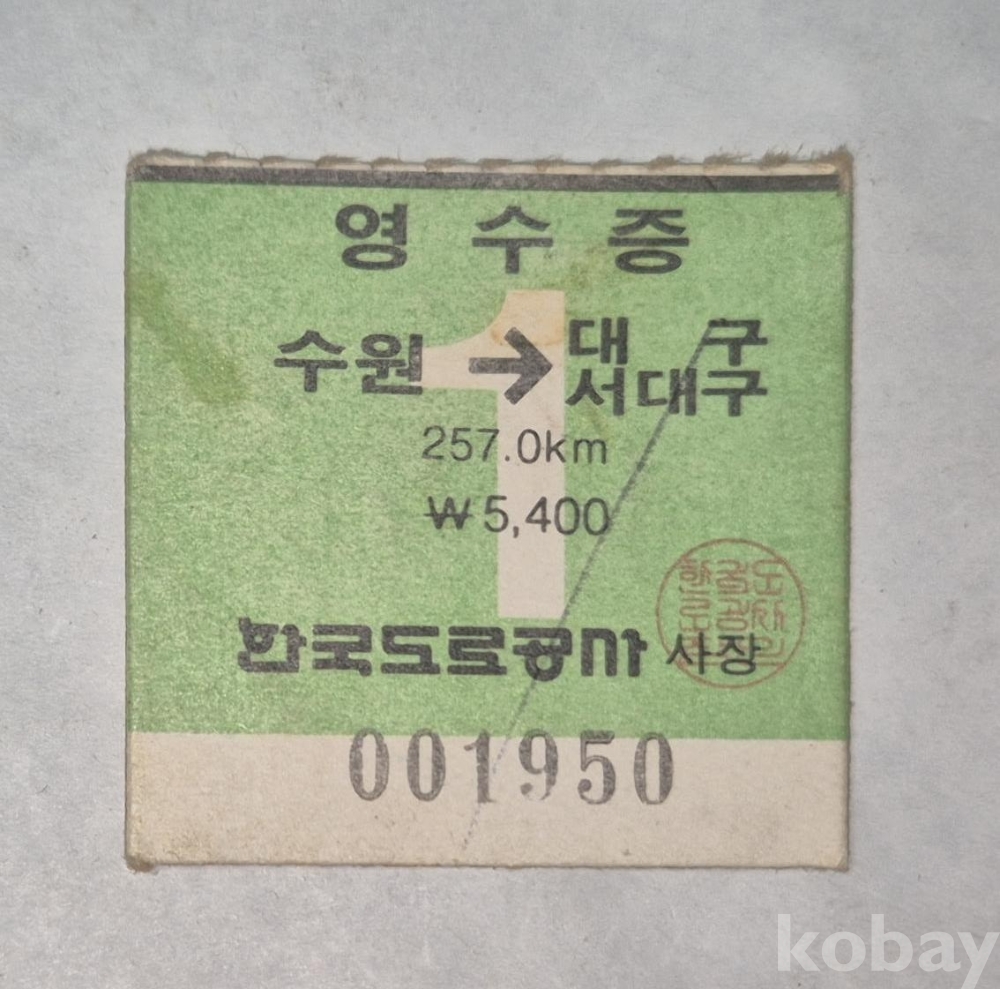 영수증
1
수원 → 대구
서대구
257.0km
₩5,400
한국도로공사 사장
001950
kobay